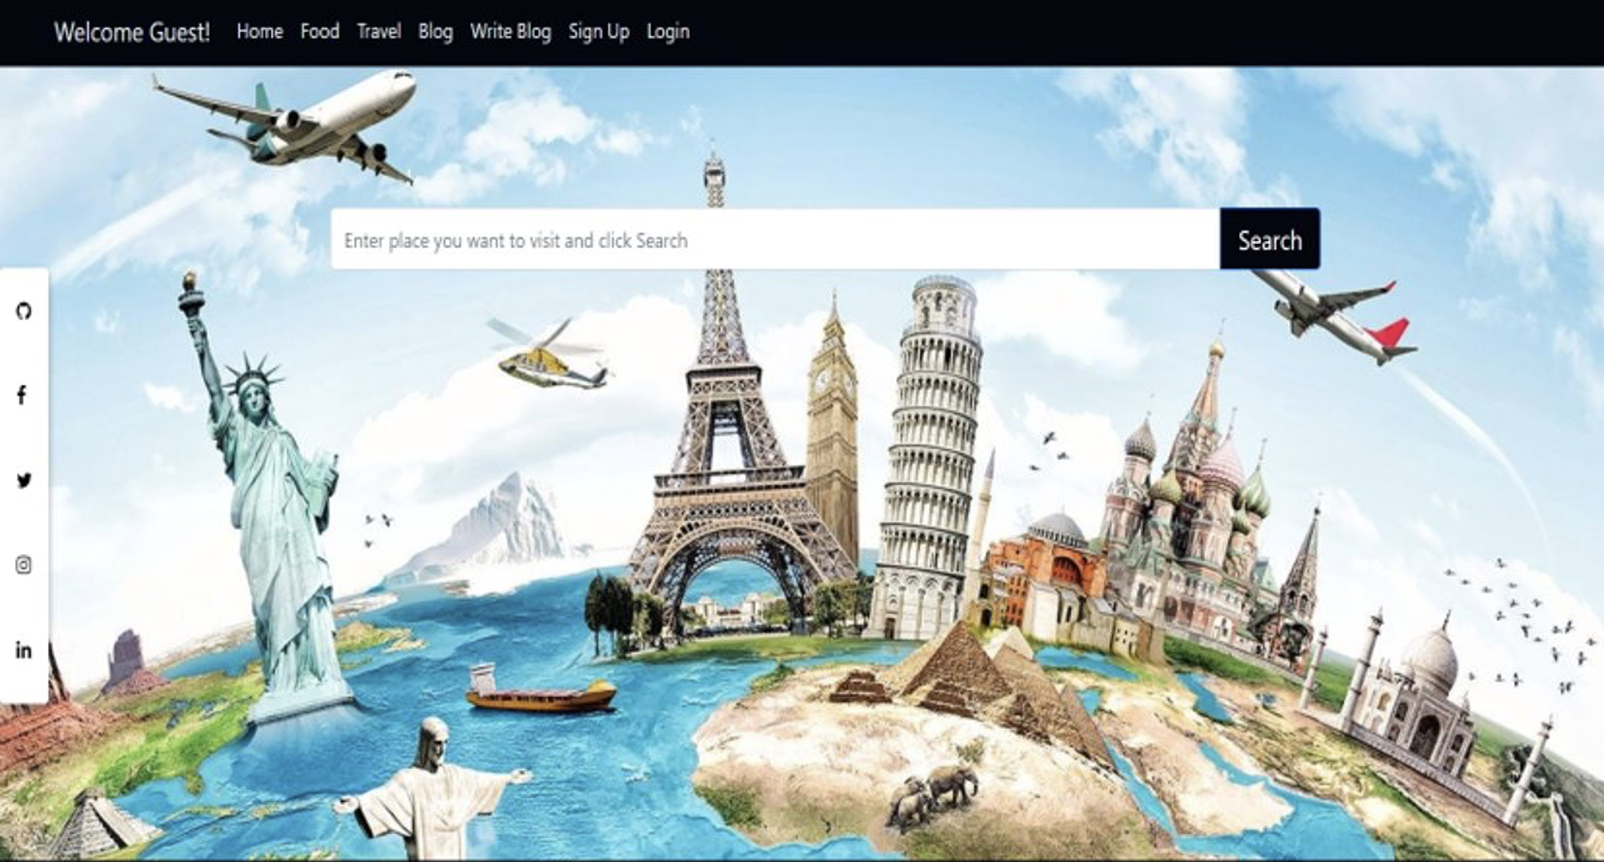 Welcome Guest! Home Food Travel Blog Write Blog Sign Up Login
Enter place you want to visit and click Search Search